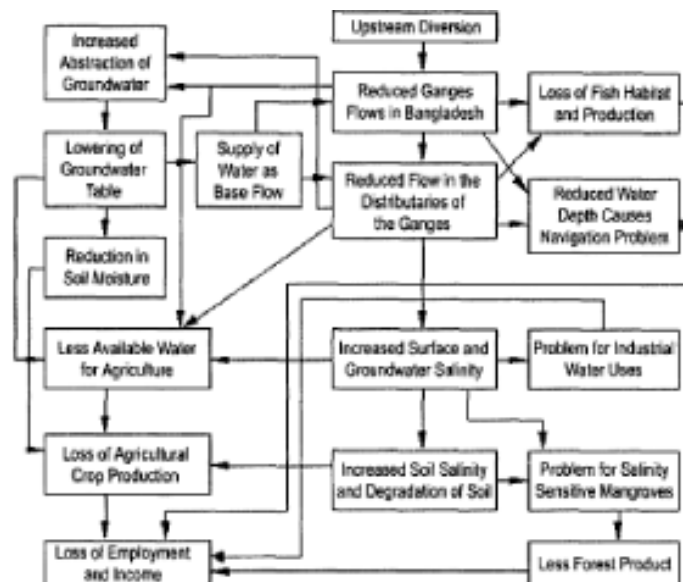 Upstream Diversion
Increased
Abstraction of
Groundwater
Reduced Ganges
Flows in Bangladesh
Loss of Fish Habitat
and Production
Lowering of
Groundwater
Table
Supply of
Water as
Base Flow
Reduced Flow in the
Distributaries of
the Ganges
Reduced Water
Depth Causes
Navigation Problem
Reduction in
Soil Moisture
Less Available Water
for Agriculture
Increased Surface and
Groundwater Salinity
Problem for Industrial
Water Uses
Loss of Agricultural
Crop Production
Increased Soil Salinity
and Degradation of Soil
Problem for Salinity
Sensitive Mangroves
Loss of Employment
and Income
Less Forest Product